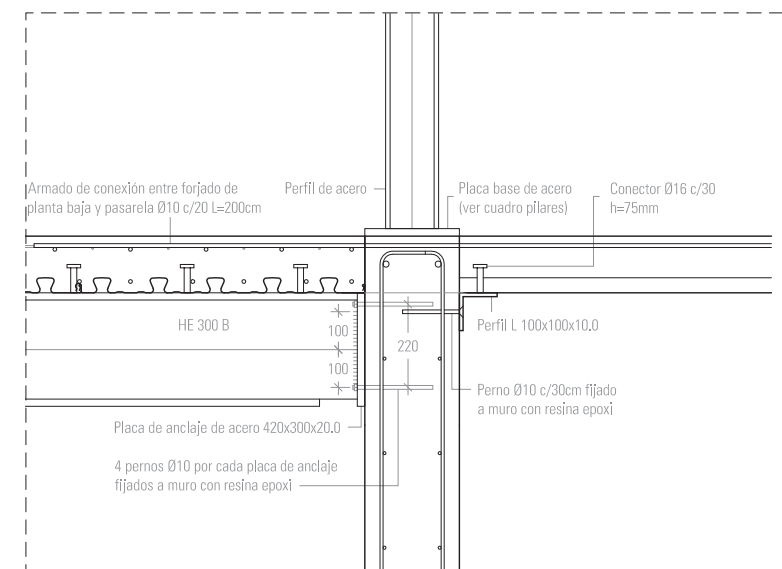 Armado de conexión entre forjado de
planta baja y pasarela Ø10 c/20 L=200cm
Perfil de acero
Placa base de acero
(ver cuadro pilares)
Conector Ø16 c/30
h=75mm
HE 300 B
100
100
220
Perfil L 100x100x10.0
Perno Ø10 c/30cm fijado
a muro con resina epoxi
Placa de anclaje de acero 420x300x20.0
4 pernos Ø10 por cada placa de anclaje
fijados a muro con resina epoxi